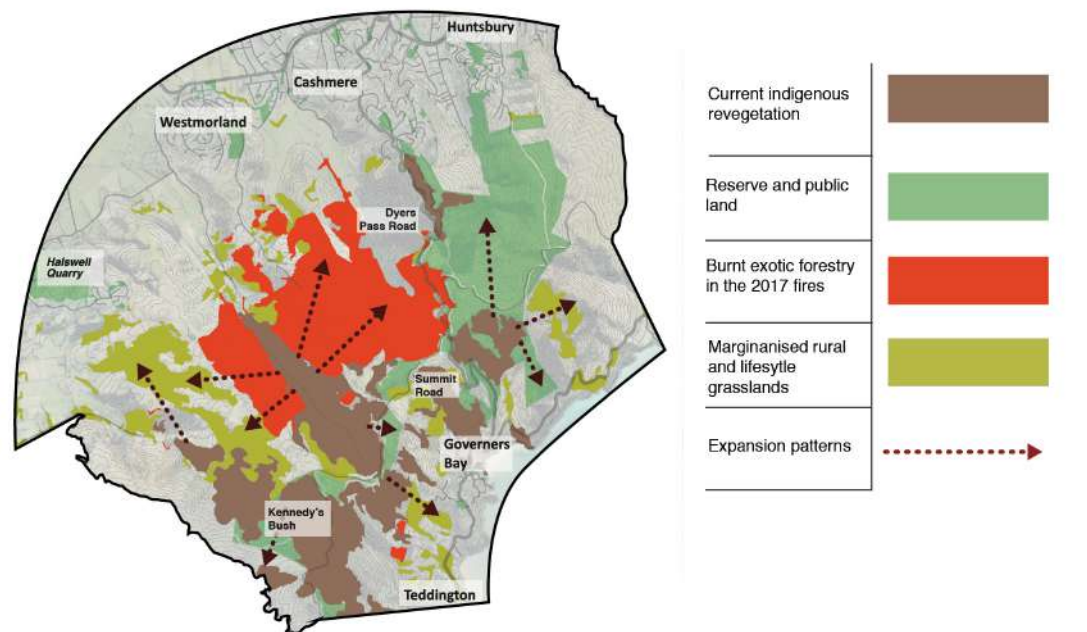 Huntsbury
Cashmere
Westmorland
Dyers
Pass Road
Halswell
Quarry
Summit
Road
Governers
Bay
Kennedy's
Bush
Teddington
Current indigenous
revegetation
Reserve and public
land
Burnt exotic forestry
in the 2017 fires
Marginanised rural
and lifesytle
grasslands
Expansion patterns